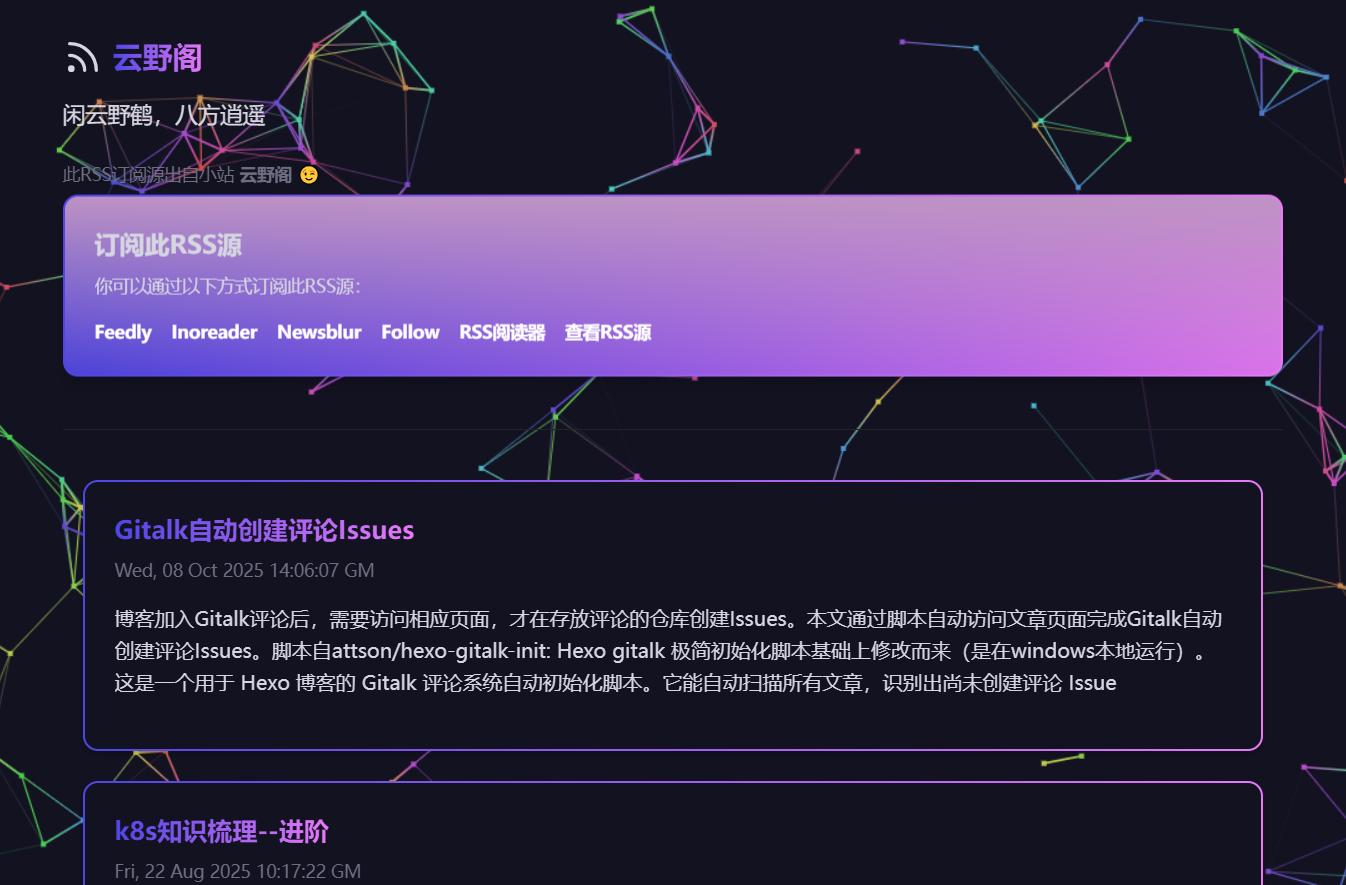 云野阁
闲云野鹤，八方逍遥
此RSS订阅源出自小站 云野阁 😉
订阅此RSS源
你可以通过以下方式订阅此RSS源：
Feedly Inoreader Newsblur Follow RSS阅读器 查看RSS源
Gitalk自动创建评论Issues
Wed, 08 Oct 2025 14:06:07 GM
博客加入Gitalk评论后，需要访问相应页面，才在存放评论的仓库创建Issues。本文通过脚本自动访问文章页面完成Gitalk自动
创建评论Issues。脚本自attson/hexo-gitalk-init: Hexo gitalk 极简初始化脚本基础上修改而来（是在windows本地运行）。
这是一个用于 Hexo 博客的 Gitalk 评论系统自动初始化脚本。它能自动扫描所有文章，识别出尚未创建评论 Issue
k8s知识梳理--进阶
Fri, 22 Aug 2025 10:17:22 GM